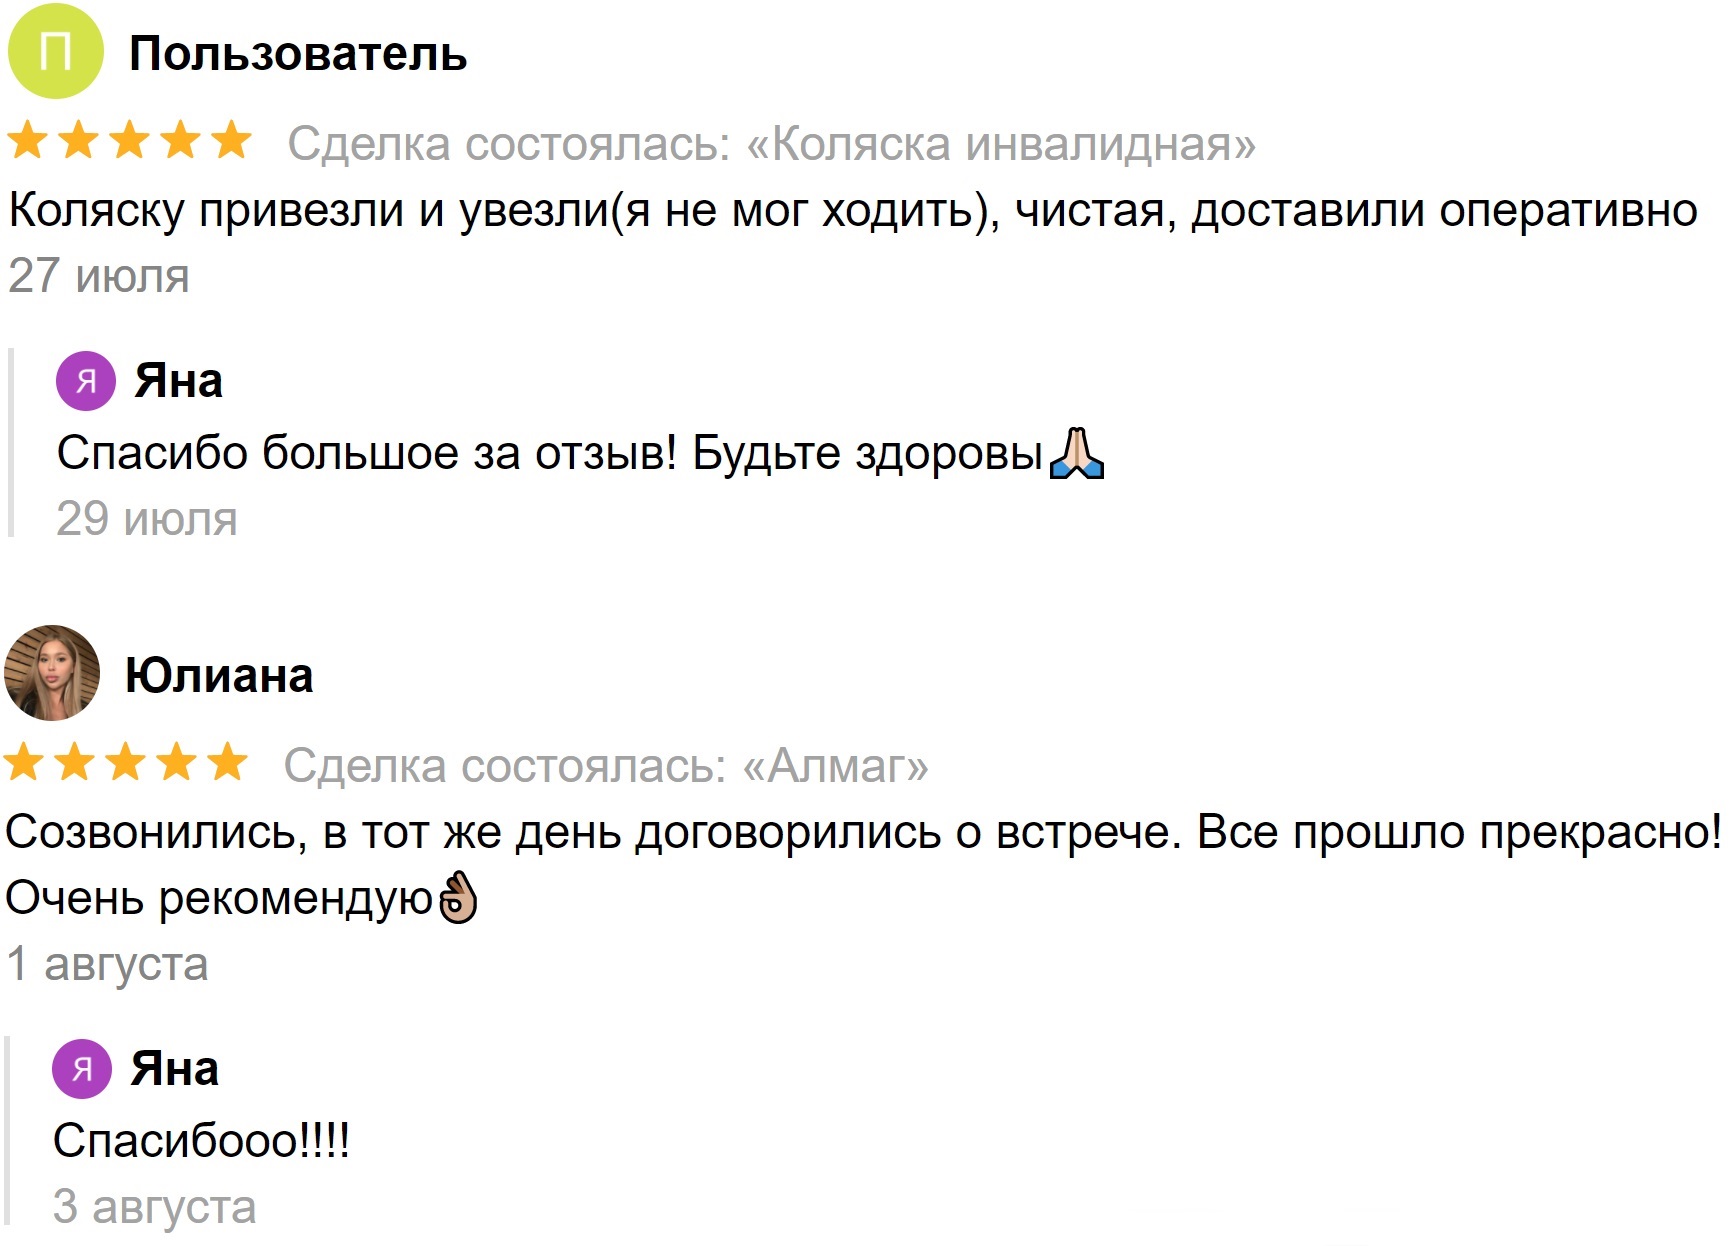 П Пользователь
Сделка состоялась: «Коляска инвалидная»
Коляску привезли и увезли(я не мог ходить), чистая, доставили оперативно
27 июля
Я Яна
Спасибо большое за отзыв! Будьте здоровы🙏🏻
29 июля
Юлиана
Сделка состоялась: «Алмаг»
Созвонились, в тот же день договорились о встрече. Все прошло прекрасно!
Очень рекомендую👌🏽
1 августа
Я Яна
Спасибооо!!!!
3 августа